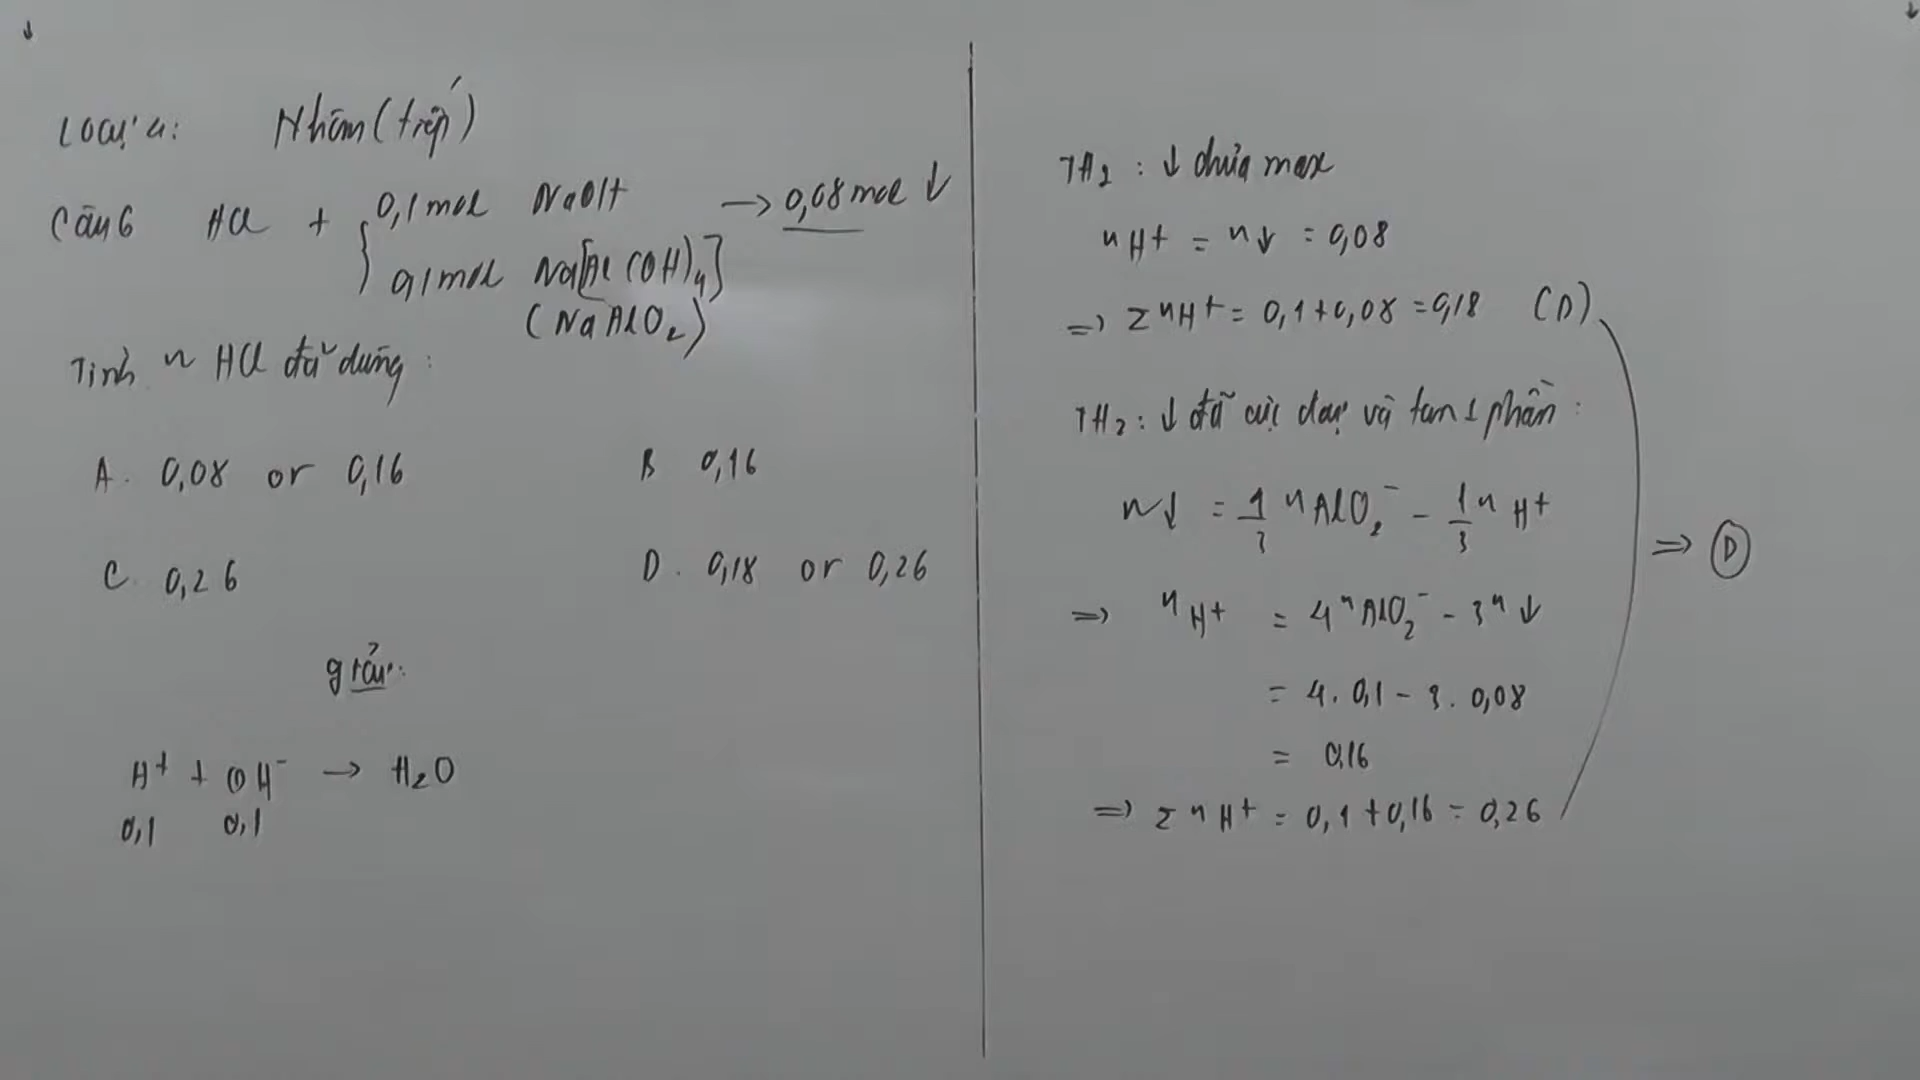 Loại 4: Nhôm (tiếp)
Câu 6 HCl + { 0,1 mol NaOH → 0,08 mol ↓
0,1 mol Na[Al(OH)4]
(NaAlO2)
Tính n HCl đã dùng:
A. 0,08 or 0,16 B 0,16
C. 0,26 D. 0,18 or 0,26
giải:
H⁺ + OH⁻ → H2O
0,1 0,1
TH1: ↓ chưa max
nH⁺ = n↓ = 0,08
=> ΣnH⁺ = 0,1 + 0,08 = 0,18 (D)
TH2: ↓ đã cực đại và tan 1 phần:
n↓ = 4/3 nAlO2⁻ - 1/3 nH⁺
=> nH⁺ = 4nAlO2⁻ - 3n↓
= 4. 0,1 - 3. 0,08
= 0,16
=> ΣnH⁺ = 0,1 + 0,16 = 0,26
=> D